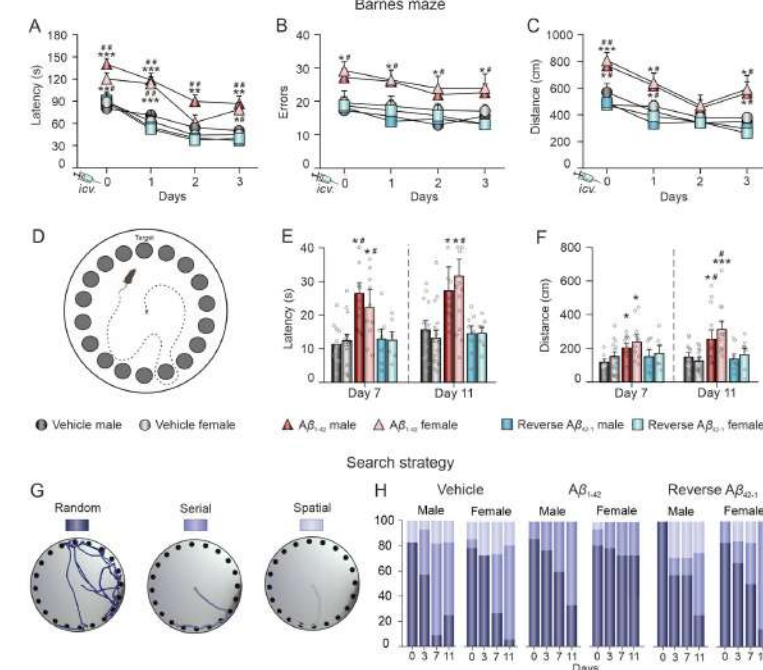 Barnes maze
A
180
150
120
90
60
30
0
Latency (s)
## ***
## ***
## **
## **
**#
## ***
*#
0 1 2 3
icv.
Days
B
40
30
20
10
0
Errors
*# *# *# *#
0 1 2 3
icv.
Days
C
1000
800
600
400
200
0
Distance (cm)
## ***
**
*#
*#
*#
**
0 1 2 3
icv.
Days
D
Target
E
40
30
20
10
0
Latency (s)
*# *# **#
Day 7 Day 11
F
800
600
400
200
0
Distance (cm)
* * *# # ***
Day 7 Day 11
Vehicle male Vehicle female Aβ1-42 male Aβ1-42 female Reverse Aβ42-1 male Reverse Aβ42-1 female
Search strategy
G
Random Serial Spatial
H
Vehicle Aβ1-42 Reverse Aβ42-1
Male Female Male Female Male Female
100
80
60
40
20
0
0 3 7 11 0 3 7 11 0 3 7 11 0 3 7 11 0 3 7 11 0 3 7 11
Days